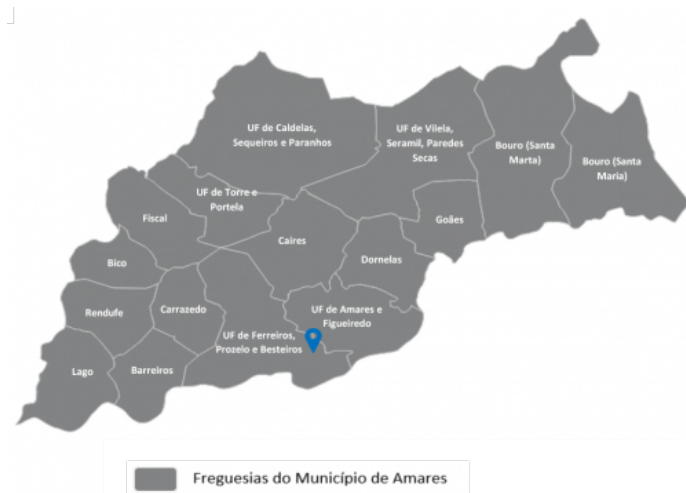 UF de Caldelas,
Sequeiros e Paranhos
UF de Vilela,
Seramil, Paredes
Secas
Bouro (Santa
Marta)
Bouro (Santa
Maria)
UF de Torre e
Portela
Fiscal
Goães
Caires
Bico
Dornelas
Rendufe
Carrazedo
UF de Amares e
Figueiredo
UF de Ferreiros,
Prozelo e Besteiros
Lago
Barreiros
Freguesias do Município de Amares